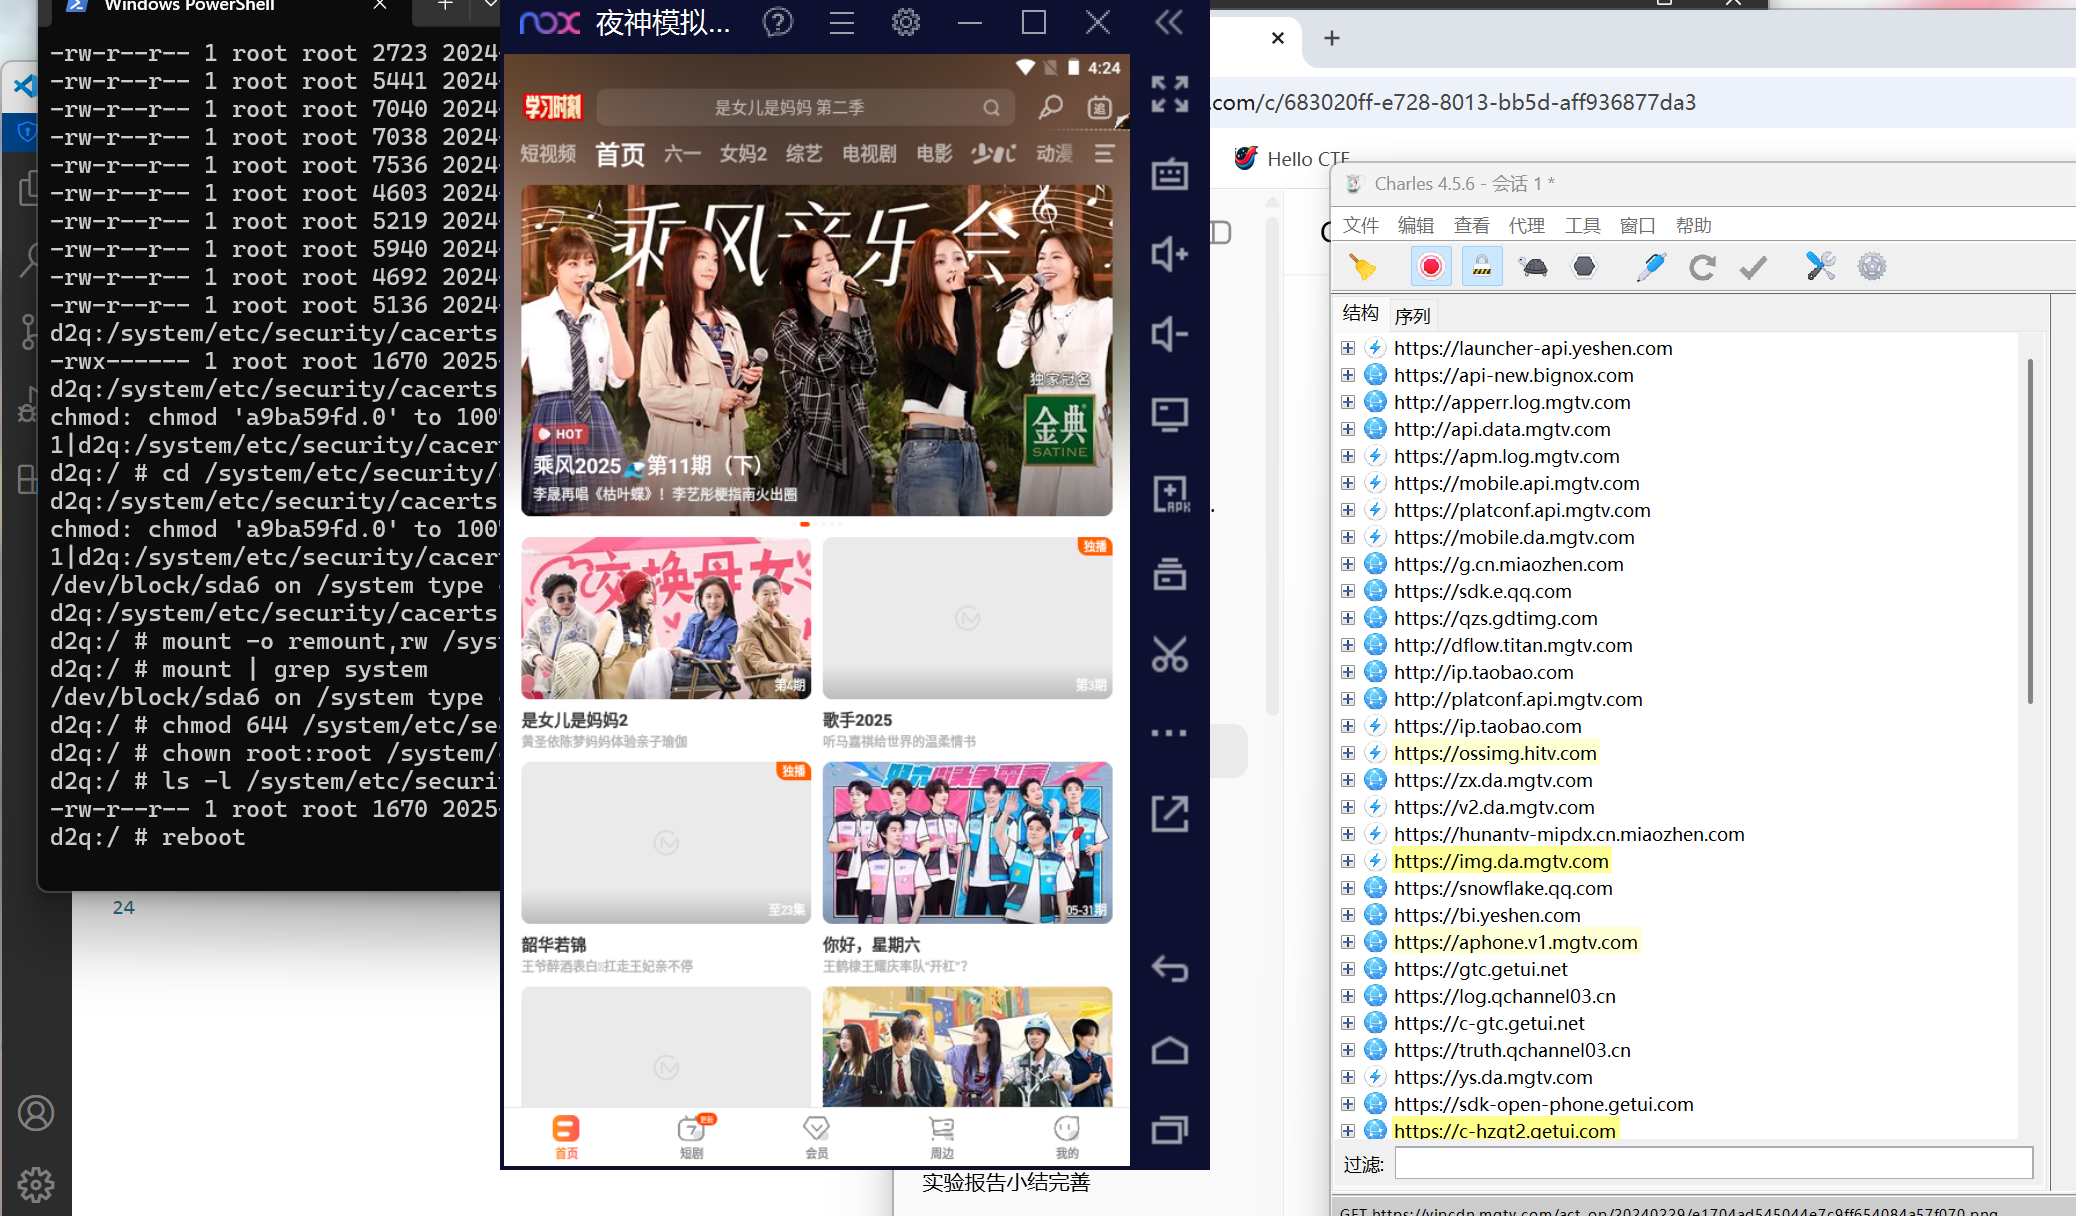 Windows PowerShell
-rw-r--r-- 1 root root 2723 2024-
-rw-r--r-- 1 root root 5441 2024-
-rw-r--r-- 1 root root 7040 2024-
-rw-r--r-- 1 root root 7038 2024-
-rw-r--r-- 1 root root 7536 2024-
-rw-r--r-- 1 root root 4603 2024-
-rw-r--r-- 1 root root 5219 2024-
-rw-r--r-- 1 root root 5940 2024-
-rw-r--r-- 1 root root 4692 2024-
-rw-r--r-- 1 root root 5136 2024-
d2q:/system/etc/security/cacerts
-rwx------ 1 root root 1670 2025-
d2q:/system/etc/security/cacerts
chmod: chmod 'a9ba59fd.0' to 100
1|d2q:/system/etc/security/cacert
d2q:/ # cd /system/etc/security/
d2q:/system/etc/security/cacerts
chmod: chmod 'a9ba59fd.0' to 100
1|d2q:/system/etc/security/cacert
/dev/block/sda6 on /system type
d2q:/system/etc/security/cacerts
d2q:/ # mount -o remount,rw /sys
d2q:/ # mount | grep system
/dev/block/sda6 on /system type
d2q:/ # chmod 644 /system/etc/se
d2q:/ # chown root:root /system/
d2q:/ # ls -l /system/etc/securi
-rw-r--r-- 1 root root 1670 2025-
d2q:/ # reboot
24
nox 夜神模拟...
4:24
学习时刻
是女儿是妈妈 第二季
追
短视频 首页 六一 女妈2 综艺 电视剧 电影 少儿 动漫
乘风音乐会
独家冠名
金典
SATINE
HOT
乘风2025 第11期（下）
李晟再唱《枯叶蝶》！李艺彤梗指南火出圈
交换母女
第4期
独播
第3期
是女儿是妈妈2
黄圣依陈梦妈妈体验亲子瑜伽
歌手2025
听马嘉祺给世界的温柔情书
独播
至23集
05-31期
韶华若锦
王爷醉酒表白 扛走王妃亲不停
你好，星期六
王鹤棣王耀庆率队“开杠”？
首页
7 更新
短剧
会员
周边
我的
APK
.com/c/683020ff-e728-8013-bb5d-aff936877da3
Hello CTF
实验报告小结完善
Charles 4.5.6 - 会话 1 *
文件 编辑 查看 代理 工具 窗口 帮助
结构 序列
https://launcher-api.yeshen.com
https://api-new.bignox.com
http://apperr.log.mgtv.com
http://api.data.mgtv.com
https://apm.log.mgtv.com
https://mobile.api.mgtv.com
https://platconf.api.mgtv.com
https://mobile.da.mgtv.com
https://g.cn.miaozhen.com
https://sdk.e.qq.com
https://qzs.gdtimg.com
http://dflow.titan.mgtv.com
http://ip.taobao.com
http://platconf.api.mgtv.com
https://ip.taobao.com
https://ossimg.hitv.com
https://zx.da.mgtv.com
https://v2.da.mgtv.com
https://hunantv-mipdx.cn.miaozhen.com
https://img.da.mgtv.com
https://snowflake.qq.com
https://bi.yeshen.com
https://aphone.v1.mgtv.com
https://gtc.getui.net
https://log.qchannel03.cn
https://c-gtc.getui.net
https://truth.qchannel03.cn
https://ys.da.mgtv.com
https://sdk-open-phone.getui.com
https://c-hzgt2.getui.com
过滤:
GET https://vipcdn.mgtv.com/act_op/20240229/e1704ad545044e7c9ff654084a57f070.png